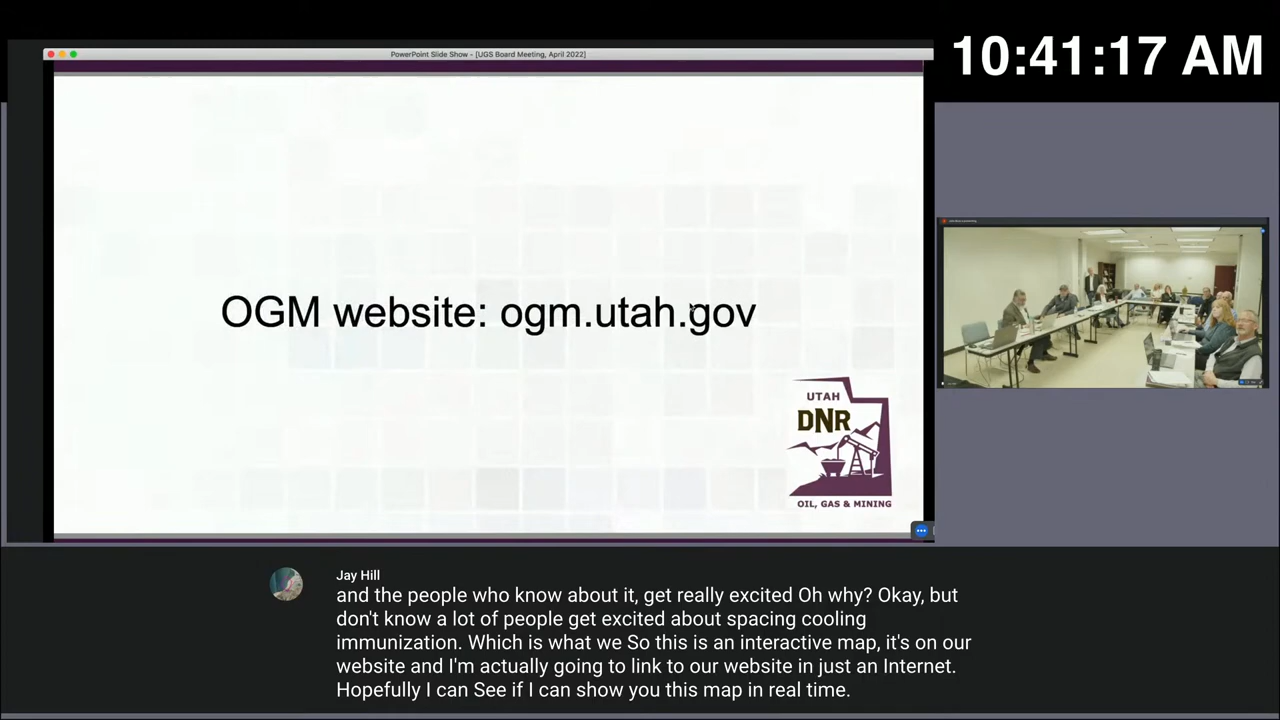 10:41:17 AM
PowerPoint Slide Show - [UGS Board Meeting, April 2022]
OGM website: ogm.utah.gov
UTAH
DNR
OIL, GAS & MINING
Jay Hill
and the people who know about it, get really excited Oh why? Okay, but
don't know a lot of people get excited about spacing cooling
immunization. Which is what we So this is an interactive map, it's on our
website and I'm actually going to link to our website in just an Internet.
Hopefully I can See if I can show you this map in real time.